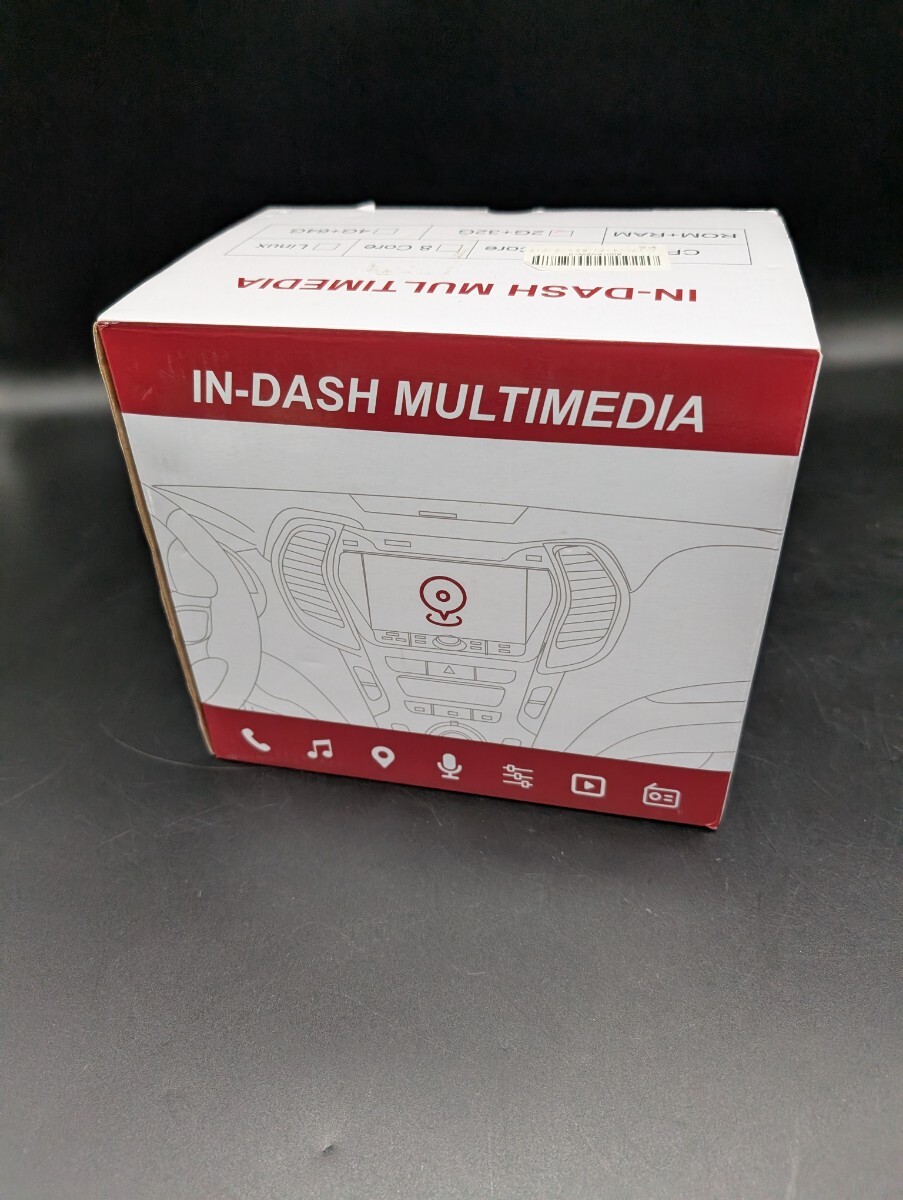 IN-DASH MULTIMEDIA
IN-DASH MULTIMEDIA
8 Core Linux
ROM+RAM 2G+32G 4G+64G